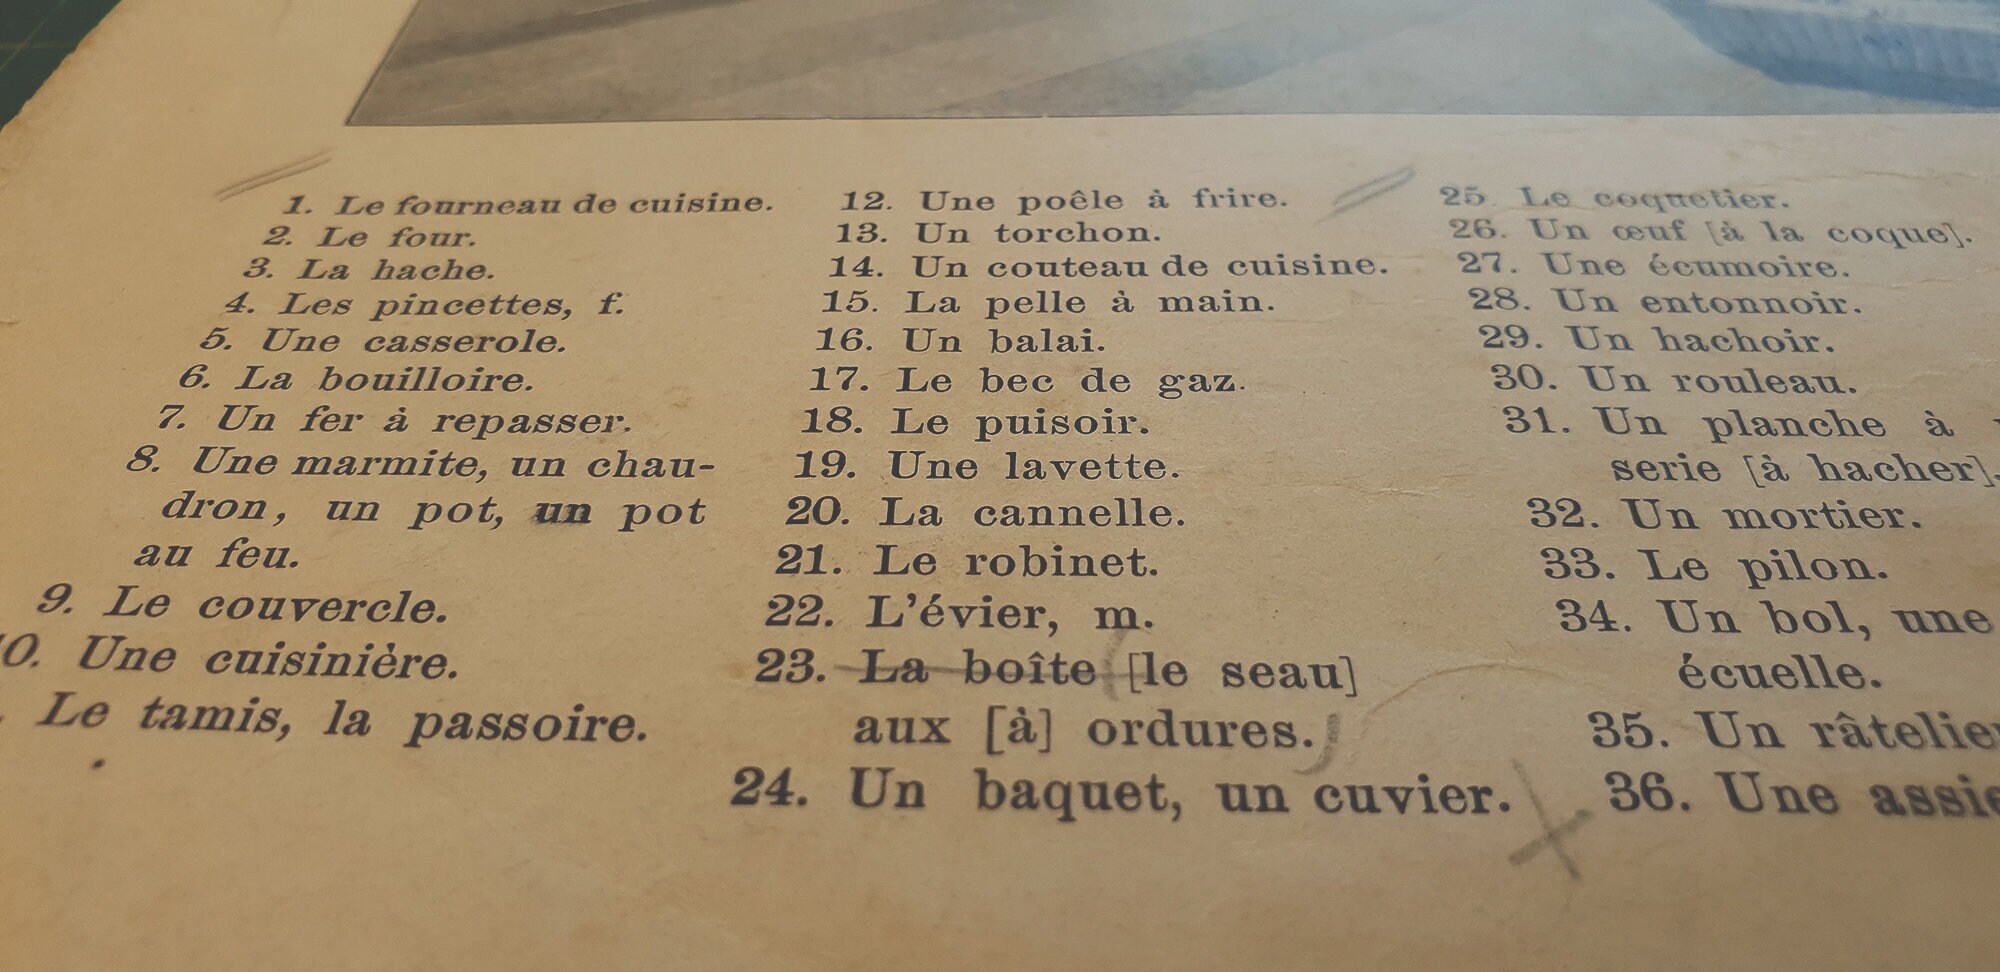 1. Le fourneau de cuisine.
2. Le four.
3. La hache.
4. Les pincettes, f.
5. Une casserole.
6. La bouilloire.
7. Un fer à repasser.
8. Une marmite, un chau-
dron, un pot, un pot
au feu.
9. Le couvercle.
0. Une cuisinière.
. Le tamis, la passoire.
12. Une poêle à frire.
13. Un torchon.
14. Un couteau de cuisine.
15. La pelle à main.
16. Un balai.
17. Le bec de gaz.
18. Le puisoir.
19. Une lavette.
20. La cannelle.
21. Le robinet.
22. L'évier, m.
23. La boîte [le seau]
aux [à] ordures.
24. Un baquet, un cuvier.
25. Le coquetier.
26. Un œuf [à la coque].
27. Une écumoire.
28. Un entonnoir.
29. Un hachoir.
30. Un rouleau.
31. Un planche à
serie [à hacher].
32. Un mortier.
33. Le pilon.
34. Un bol, une
écuelle.
35. Un râtelie
36. Une assie